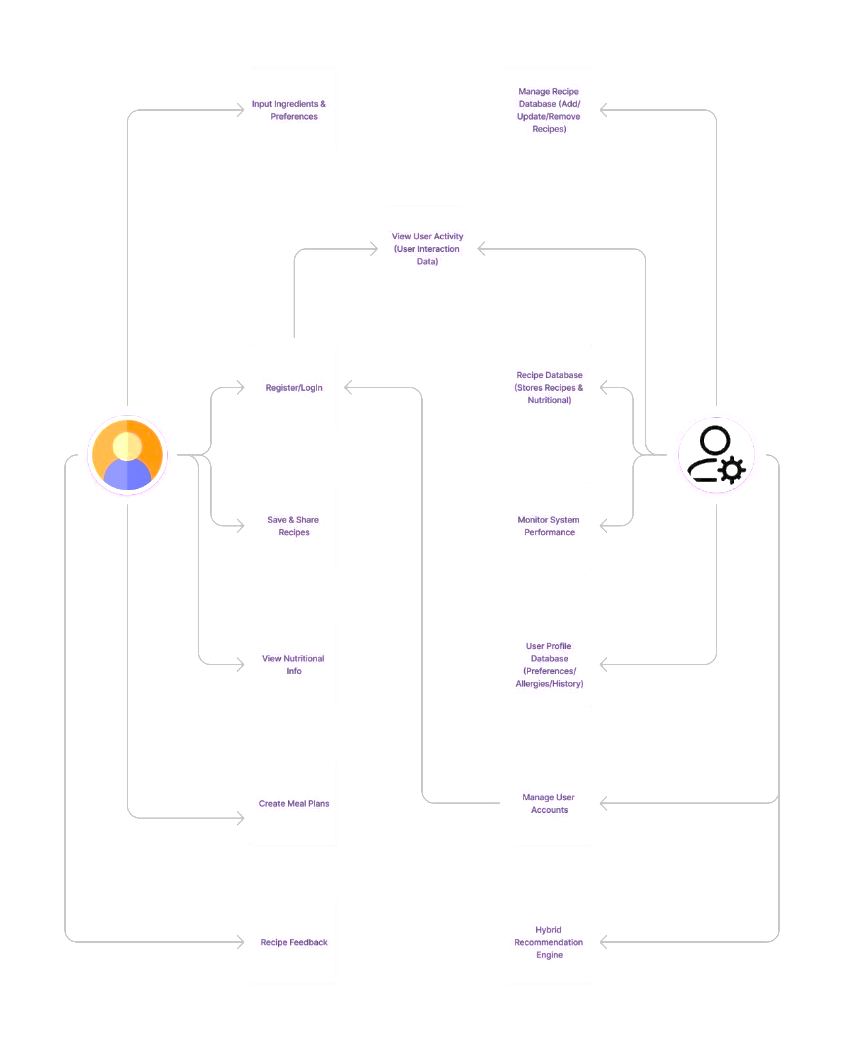 Input Ingredients &
Preferences
Manage Recipe
Database (Add/
Update/Remove
Recipes)
View User Activity
(User Interaction
Data)
Register/LogIn
Recipe Database
(Stores Recipes &
Nutritional)
Save & Share
Recipes
Monitor System
Performance
View Nutritional
Info
User Profile
Database
(Preferences/
Allergies/History)
Create Meal Plans
Manage User
Accounts
Recipe Feedback
Hybrid
Recommendation
Engine